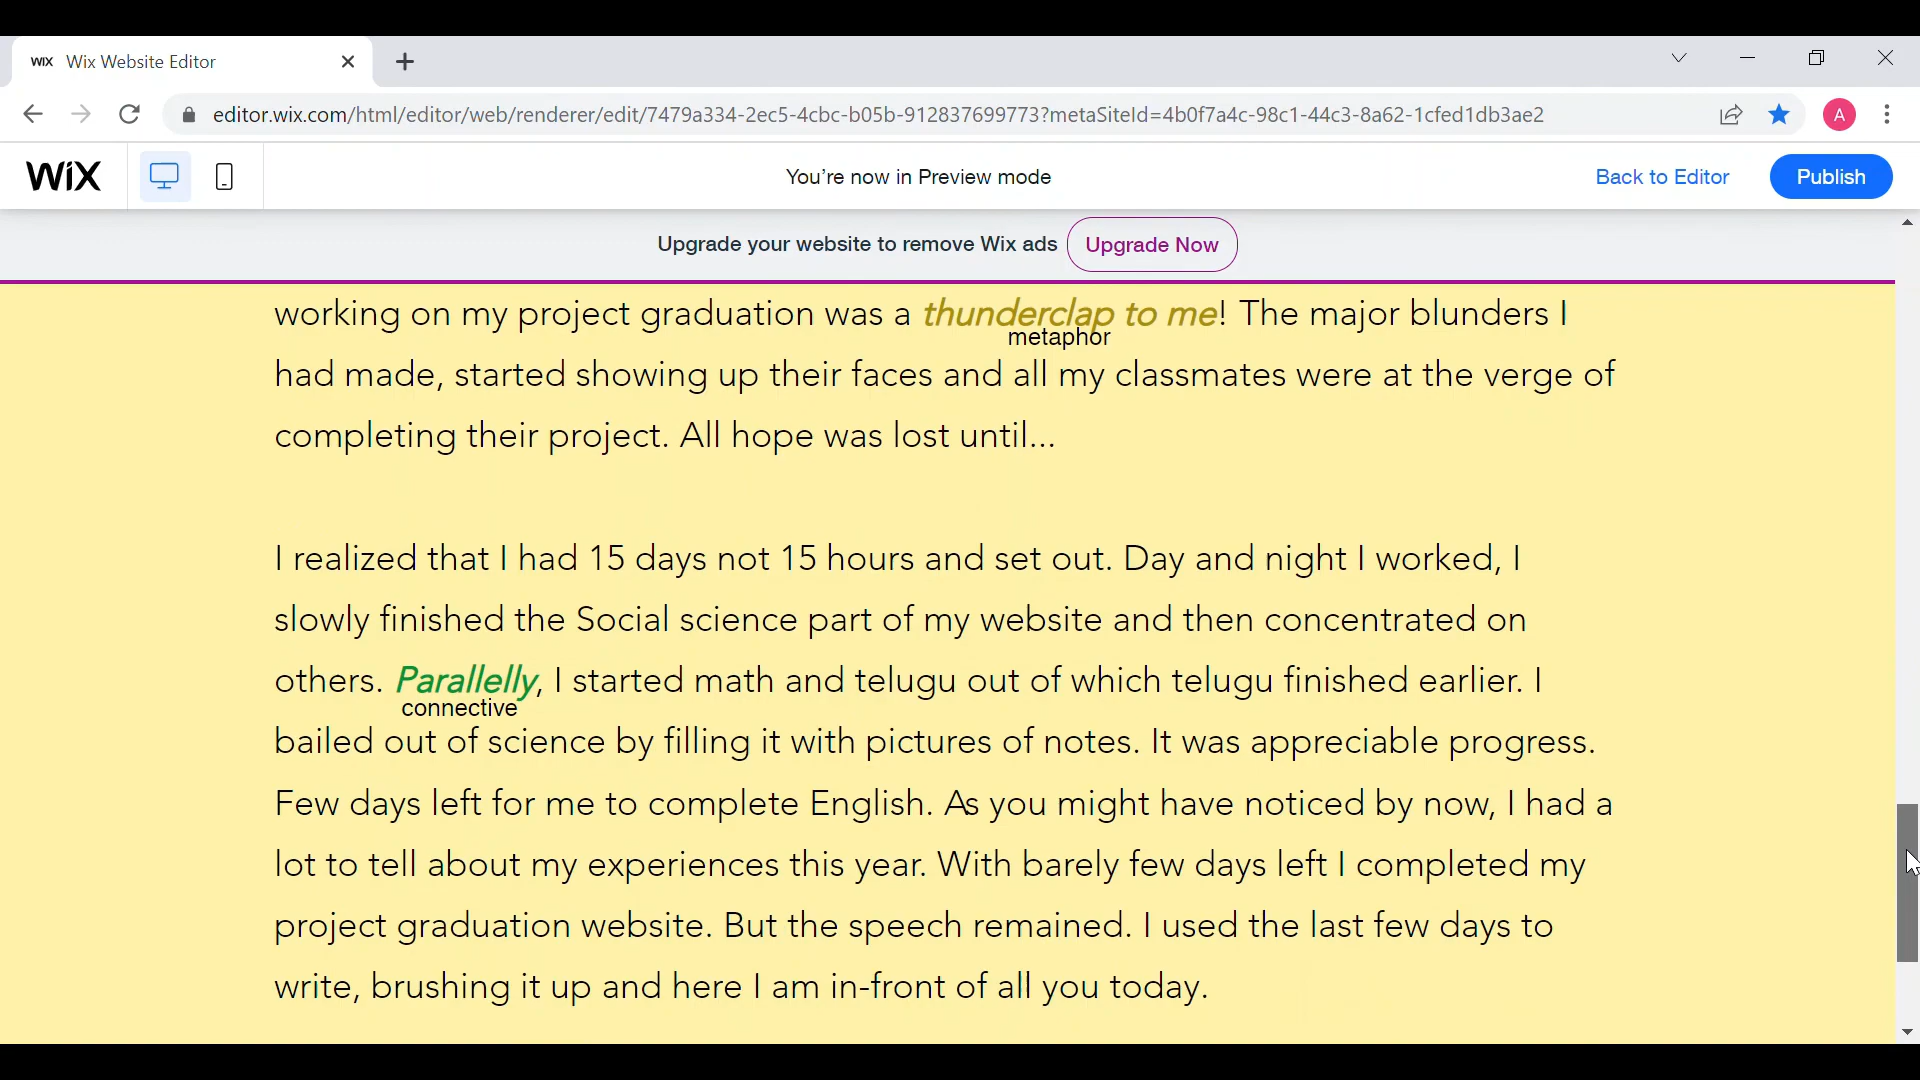 WIX Wix Website Editor
editor.wix.com/html/editor/web/renderer/edit/7479a334-2ec5-4cbc-b05b-912837699773?metaSiteId=4b0f7a4c-98c1-44c3-8a62-1cfed1db3ae2
A
WIX
You're now in Preview mode
Back to Editor
Publish
Upgrade your website to remove Wix ads
Upgrade Now
working on my project graduation was a thunderclap to me! The major blunders I
metaphor
had made, started showing up their faces and all my classmates were at the verge of
completing their project. All hope was lost until...
I realized that I had 15 days not 15 hours and set out. Day and night I worked, I
slowly finished the Social science part of my website and then concentrated on
others. Parallelly, I started math and telugu out of which telugu finished earlier. I
connective
bailed out of science by filling it with pictures of notes. It was appreciable progress.
Few days left for me to complete English. As you might have noticed by now, I had a
lot to tell about my experiences this year. With barely few days left I completed my
project graduation website. But the speech remained. I used the last few days to
write, brushing it up and here I am in-front of all you today.